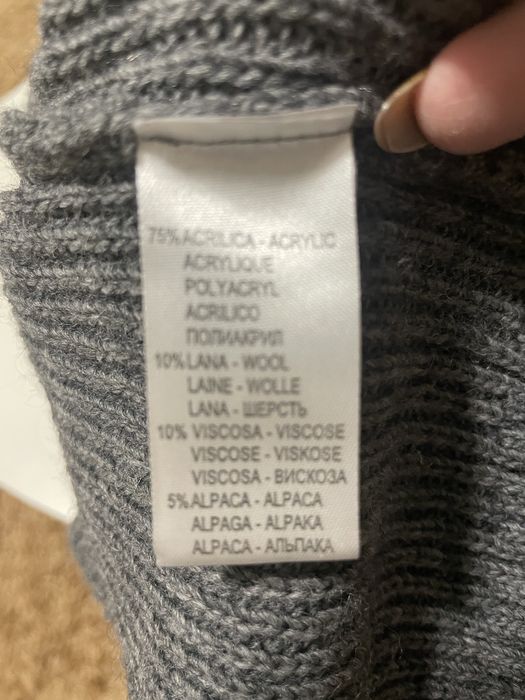 75% ACRILICA - ACRYLIC
ACRYLIQUE
POLYACRYL
ACRILICO
ПОЛИАКРИЛ
10% LANA - WOOL
LAINE - WOLLE
LANA - ШЕРСТЬ
10% VISCOSA - VISCOSE
VISCOSE - VISKOSE
VISCOSA - ВИСКОЗА
5% ALPACA - ALPACA
ALPAGA - ALPAKA
ALPACA - АЛЬПАКА